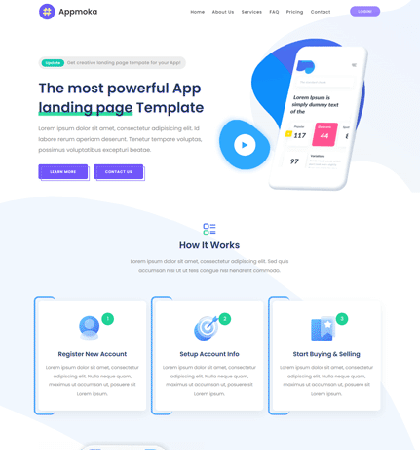 Appmoka
Home About Us Services FAQ Pricing Contact
LOGIN
Update Get creative landing page template for your App!
The most powerful App
landing page Template
Lorem ipsum dolor sit amet, consectetur adipisicing elit. Id
labore rerum aperiam deserunt. Tenetur tempore voluptas,
possimus voluptatibus excepturi beatae.
LEARN MORE
CONTACT US
Lorem Ipsum is
simply dummy text
of the
117
+4
97
How It Works
Lorem ipsum dolor sit amet, consectetur adipisicing elit. Sed quis
accusantium nisi ut ut tempore congue nas hendrerit commodo.
1
Register New Account
Lorem ipsum dolor sit amet, consectetur
adipisicing elit. Nulla neque quam,
maximus ut accumsan ut, posuere sit
Lorem ipsum.
2
Setup Account Info
Lorem ipsum dolor sit amet, consectetur
adipisicing elit. Nulla neque quam,
maximus ut accumsan ut, posuere sit
Lorem ipsum.
3
Start Buying & Selling
Lorem ipsum dolor sit amet, consectetur
adipisicing elit. Nulla neque quam,
maximus ut accumsan ut, posuere sit
Lorem ipsum.